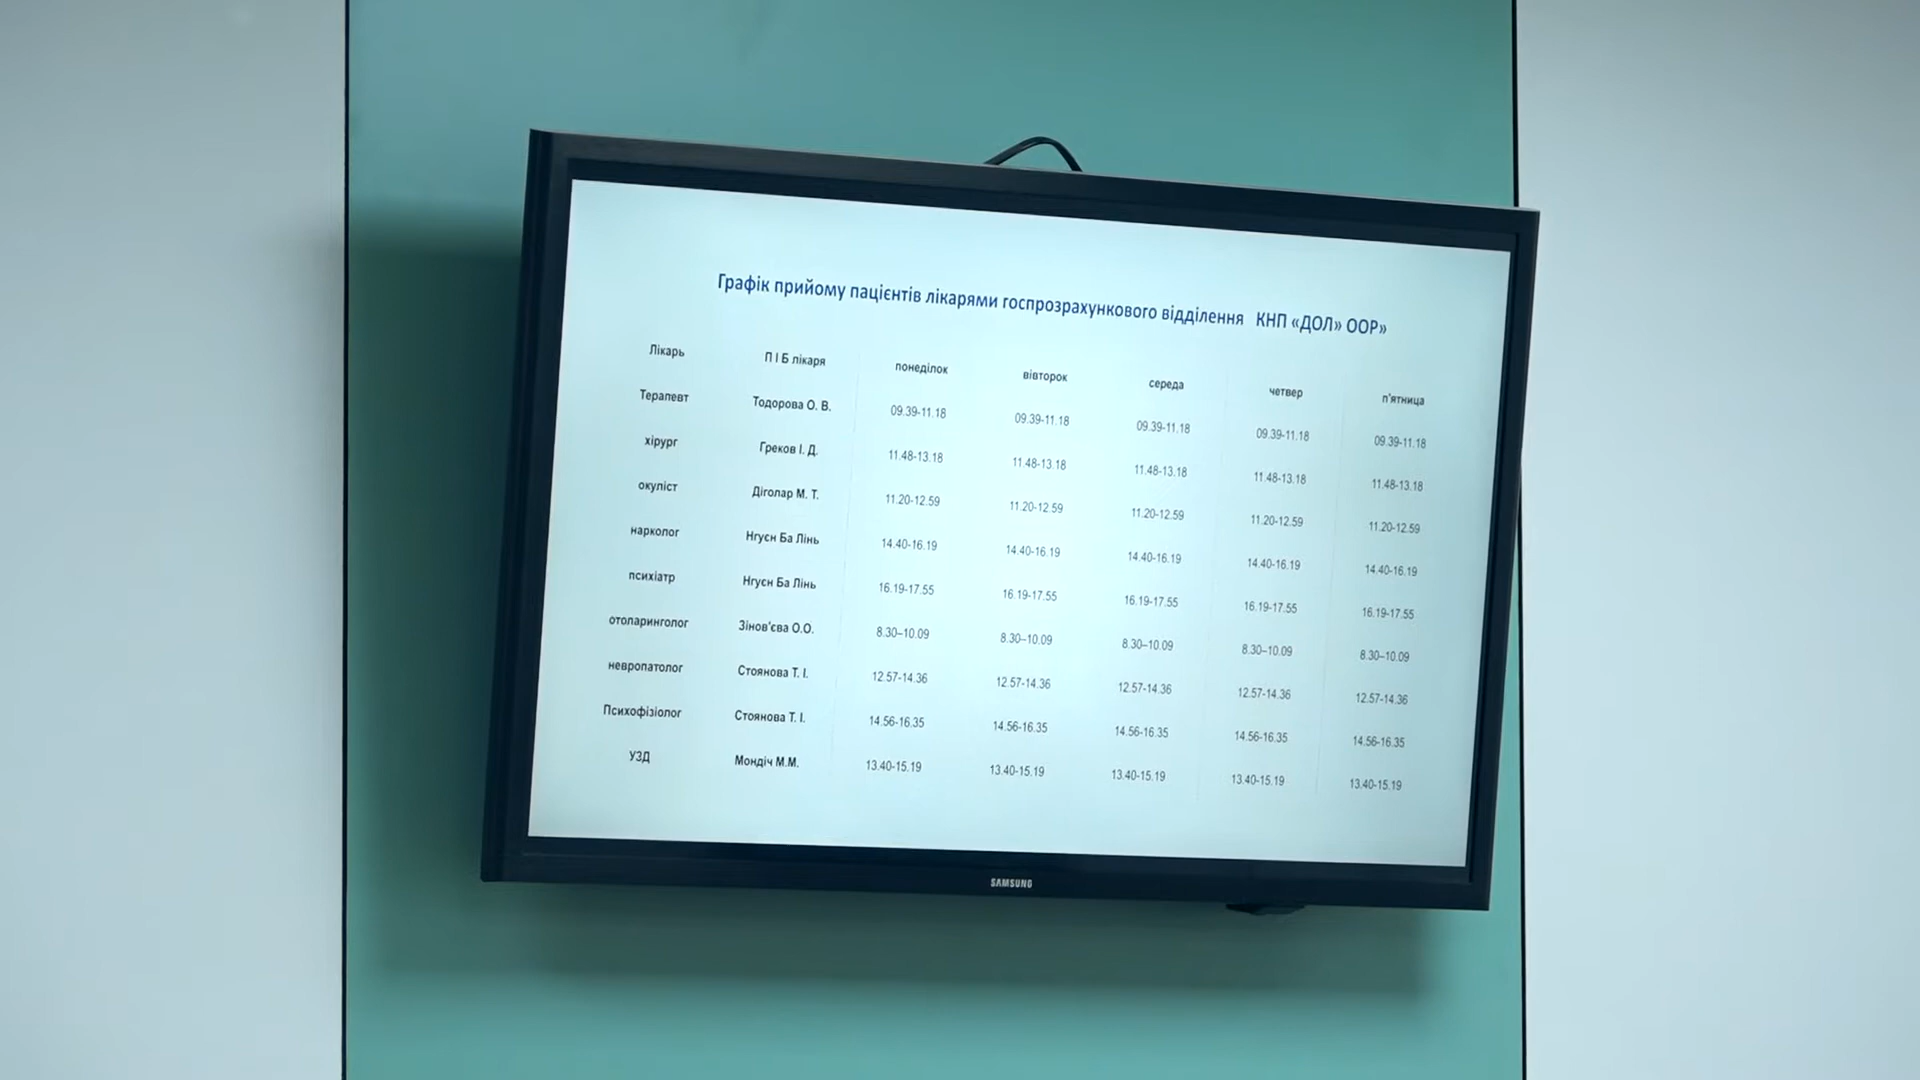 Графік прийому пацієнтів лікарями госпрозрахункового відділення КНП «ДОЛ» ООР»
Лікарь П І Б лікаря понеділок вівторок середа четвер п'ятница
Терапевт Тодорова О. В. 09.39-11.18 09.39-11.18 09.39-11.18 09.39-11.18 09.39-11.18
хірург Греков І. Д. 11.48-13.18 11.48-13.18 11.48-13.18 11.48-13.18 11.48-13.18
окуліст Діголар М. Т. 11.20-12.59 11.20-12.59 11.20-12.59 11.20-12.59 11.20-12.59
нарколог Нгуєн Ба Лінь 14.40-16.19 14.40-16.19 14.40-16.19 14.40-16.19 14.40-16.19
психіатр Нгуєн Ба Лінь 16.19-17.55 16.19-17.55 16.19-17.55 16.19-17.55 16.19-17.55
отоларинголог Зінов'єва О.О. 8.30–10.09 8.30–10.09 8.30–10.09 8.30–10.09 8.30–10.09
невропатолог Стоянова Т. І. 12.57-14.36 12.57-14.36 12.57-14.36 12.57-14.36 12.57-14.36
Психофізіолог Стоянова Т. І. 14.56-16.35 14.56-16.35 14.56-16.35 14.56-16.35 14.56-16.35
УЗД Мондіч М.М. 13.40-15.19 13.40-15.19 13.40-15.19 13.40-15.19 13.40-15.19
SAMSUNG